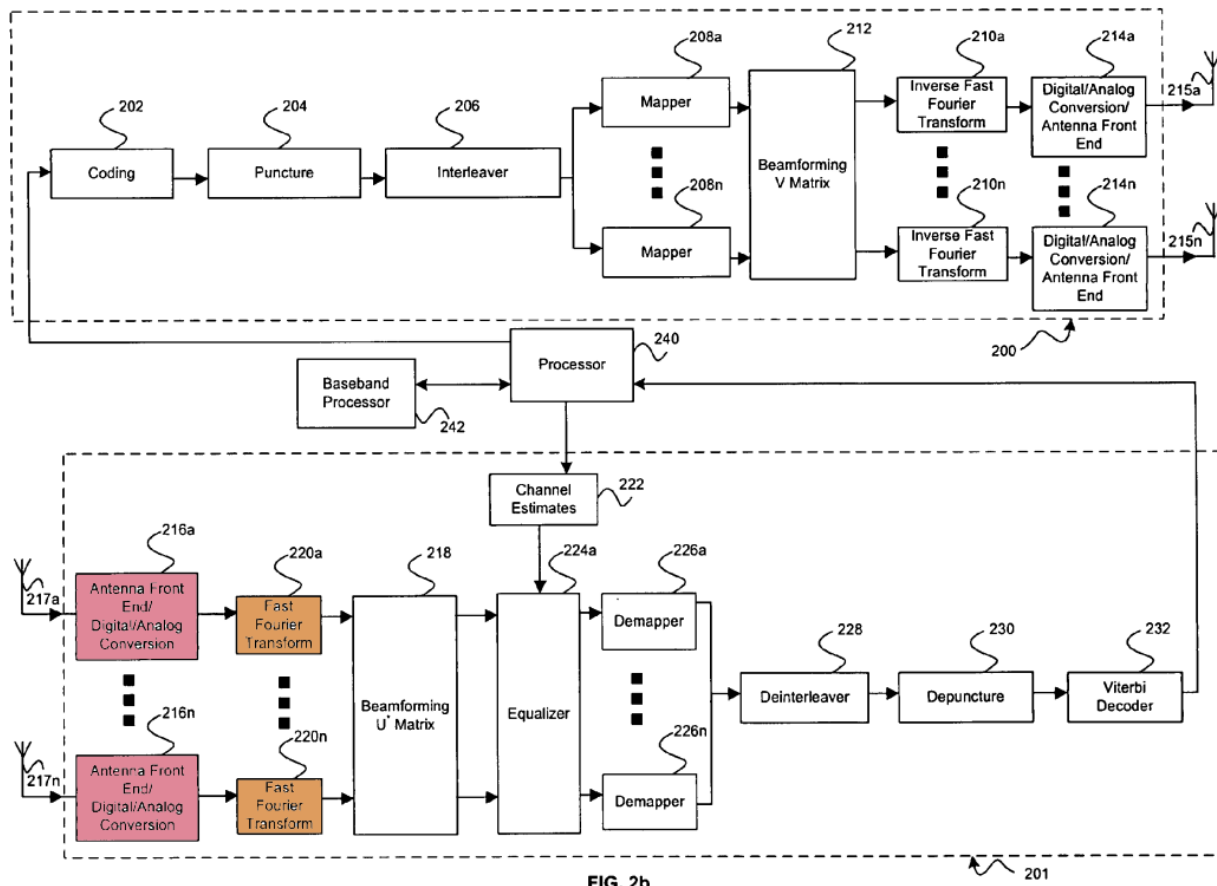 208a
212
210a
214a
202
204
206
Mapper
Inverse Fast
Fourier
Transform
Digital/Analog
Conversion/
Antenna Front
End
215a
Coding
Puncture
Interleaver
Beamforming
V Matrix
208n
210n
214n
Mapper
Inverse Fast
Fourier
Transform
Digital/Analog
Conversion/
Antenna Front
End
215n
200
Processor
240
Baseband
Processor
242
Channel
Estimates
222
216a
220a
218
224a
226a
217a
Antenna Front
End/
Digital/Analog
Conversion
Fast
Fourier
Transform
Demapper
228
230
232
Beamforming
U* Matrix
Equalizer
Deinterleaver
Depuncture
Viterbi
Decoder
216n
220n
226n
217n
Antenna Front
End/
Digital/Analog
Conversion
Fast
Fourier
Transform
Demapper
201
FIG. 2b